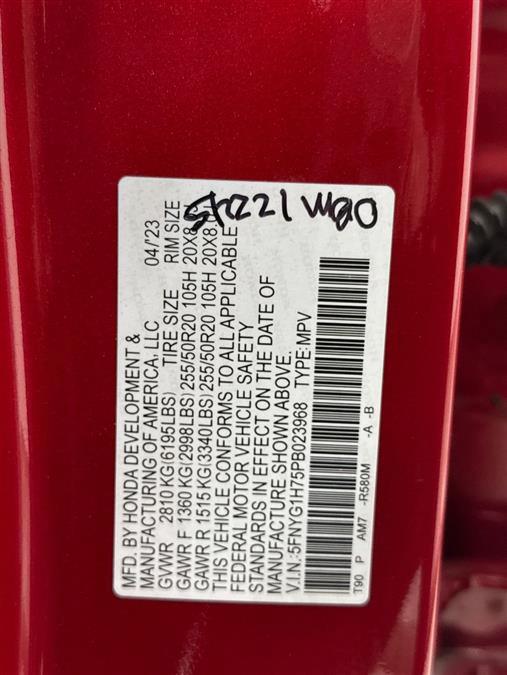 MFD. BY HONDA DEVELOPMENT &
MANUFACTURING OF AMERICA, LLC 04/'23
GVWR 2810 KG(6195LBS) TIRE SIZE RIM SIZE
GAWR F 1360 KG(2998LBS) 255/50R20 105H 20X8
GAWR R 1515 KG(3340LBS) 255/50R20 105H 20X8
THIS VEHICLE CONFORMS TO ALL APPLICABLE
FEDERAL MOTOR VEHICLE SAFETY
STANDARDS IN EFFECT ON THE DATE OF
MANUFACTURE SHOWN ABOVE.
V.I.N.:5FNYG1H75PB023968 TYPE:MPV
T90 P AM7 -R580M -A -B